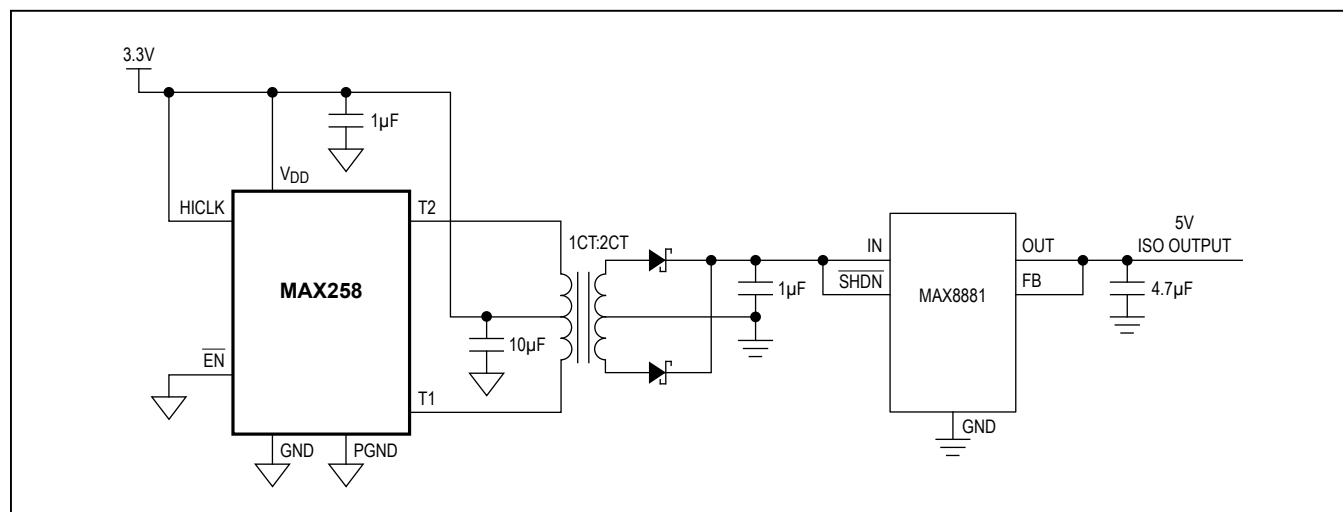 3.3V
1µF
V_DD
HICLK
T2
MAX258
EN
T1
GND
PGND
10µF
1CT:2CT
1µF
IN
SHDN
MAX8881
OUT
FB
GND
5V
ISO OUTPUT
4.7µF